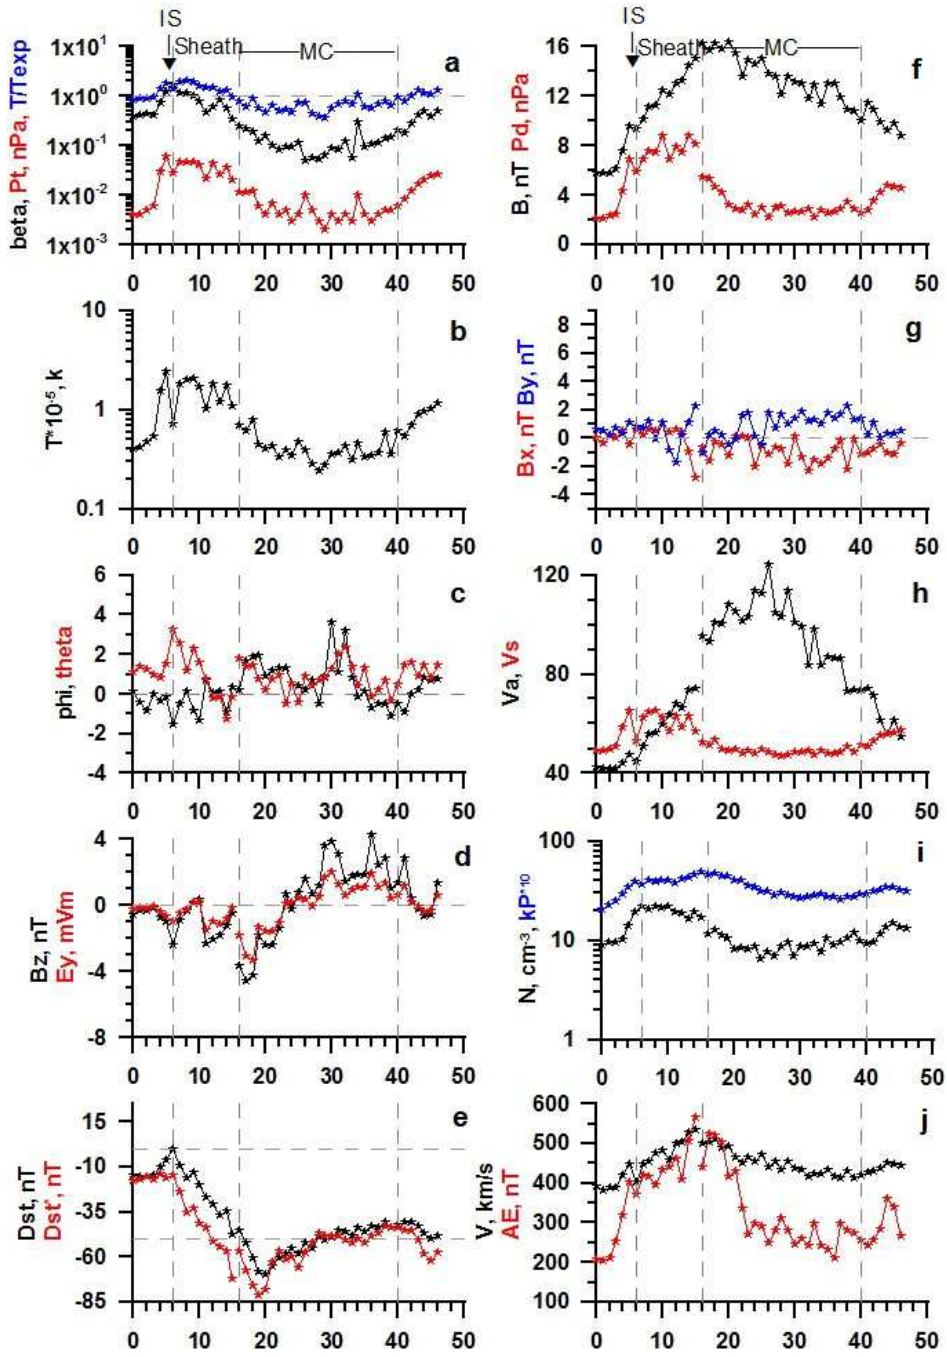 IS
Sheath
MC
a
beta, Pt, nPa, T/Texp
1x10¹
1x10⁰
1x10⁻¹
1x10⁻²
1x10⁻³
0 10 20 30 40 50
IS
Sheath
MC
f
B, nT Pd, nPa
16
12
8
4
0
0 10 20 30 40 50
b
T*10⁻⁵, k
10
1
0.1
0 10 20 30 40 50
g
Bx, nT By, nT
8
6
4
2
0
-2
-4
0 10 20 30 40 50
c
phi, theta
6
4
2
0
-2
-4
0 10 20 30 40 50
h
Va, Vs
120
80
40
0 10 20 30 40 50
d
Bz, nT
Ey, mVm
4
0
-4
-8
0 10 20 30 40 50
i
N, cm⁻³, kP*10
100
10
1
0 10 20 30 40 50
e
Dst, nT
Dst', nT
15
-10
-35
-60
-85
0 10 20 30 40 50
j
V, km/s
AE, nT
600
500
400
300
200
100
0 10 20 30 40 50